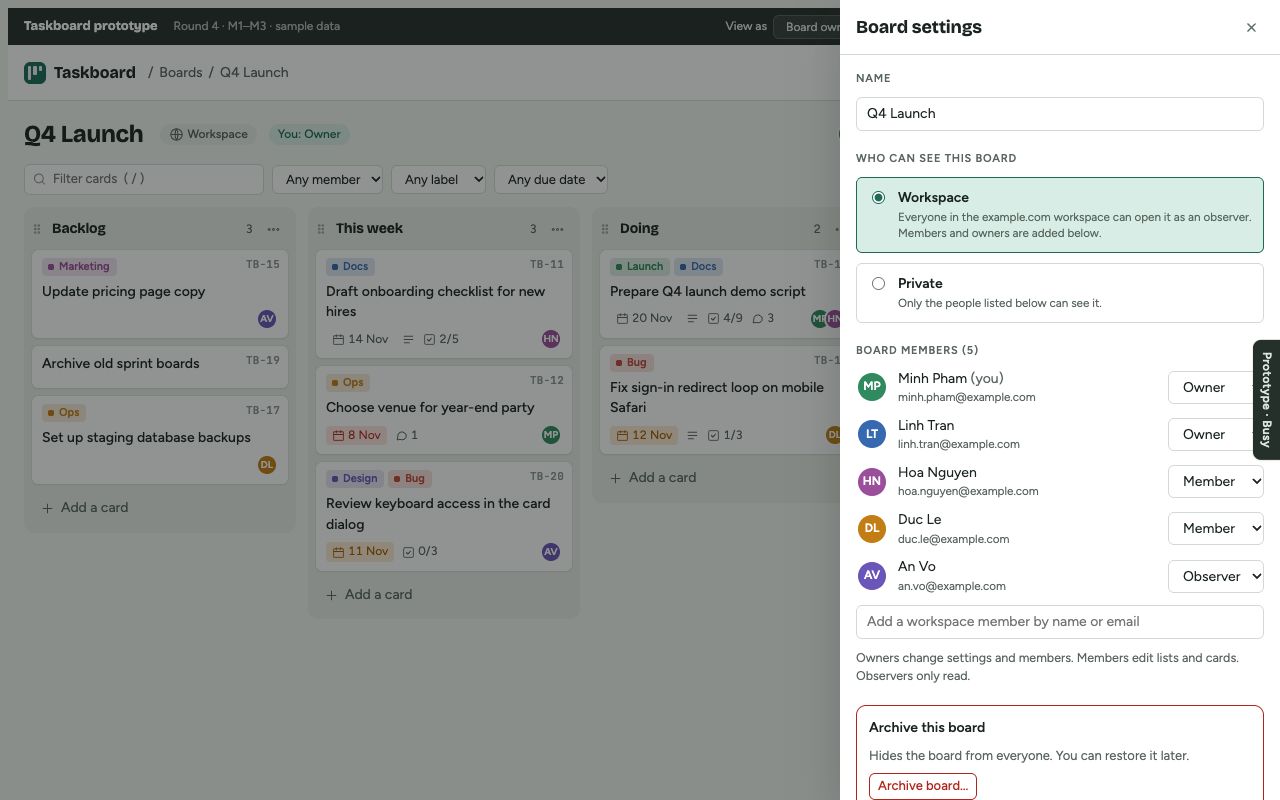 Taskboard prototype Round 4 · M1–M3 · sample data View as Board own
Taskboard / Boards / Q4 Launch
Q4 Launch Workspace You: Owner
Filter cards ( / ) Any member Any label Any due date
Backlog 3 ···
Marketing TB-15
Update pricing page copy
AV
Archive old sprint boards TB-19
Ops TB-17
Set up staging database backups
DL
+ Add a card
This week 3 ···
Docs TB-11
Draft onboarding checklist for new
hires
14 Nov 2/5 HN
Ops TB-12
Choose venue for year-end party
8 Nov 1 MP
Design Bug TB-20
Review keyboard access in the card
dialog
11 Nov 0/3 AV
+ Add a card
Doing 2
Launch Docs TB-1
Prepare Q4 launch demo script
20 Nov 4/9 3 HN
Bug TB-1
Fix sign-in redirect loop on mobile
Safari
12 Nov 1/3 DL
+ Add a card
Board settings
NAME
Q4 Launch
WHO CAN SEE THIS BOARD
Workspace
Everyone in the example.com workspace can open it as an observer.
Members and owners are added below.
Private
Only the people listed below can see it.
BOARD MEMBERS (5)
MP Minh Pham (you) Owner
minh.pham@example.com
LT Linh Tran Owner
linh.tran@example.com
HN Hoa Nguyen Member
hoa.nguyen@example.com
DL Duc Le Member
duc.le@example.com
AV An Vo Observer
an.vo@example.com
Add a workspace member by name or email
Owners change settings and members. Members edit lists and cards.
Observers only read.
Archive this board
Hides the board from everyone. You can restore it later.
Archive board…
Prototype · Busy